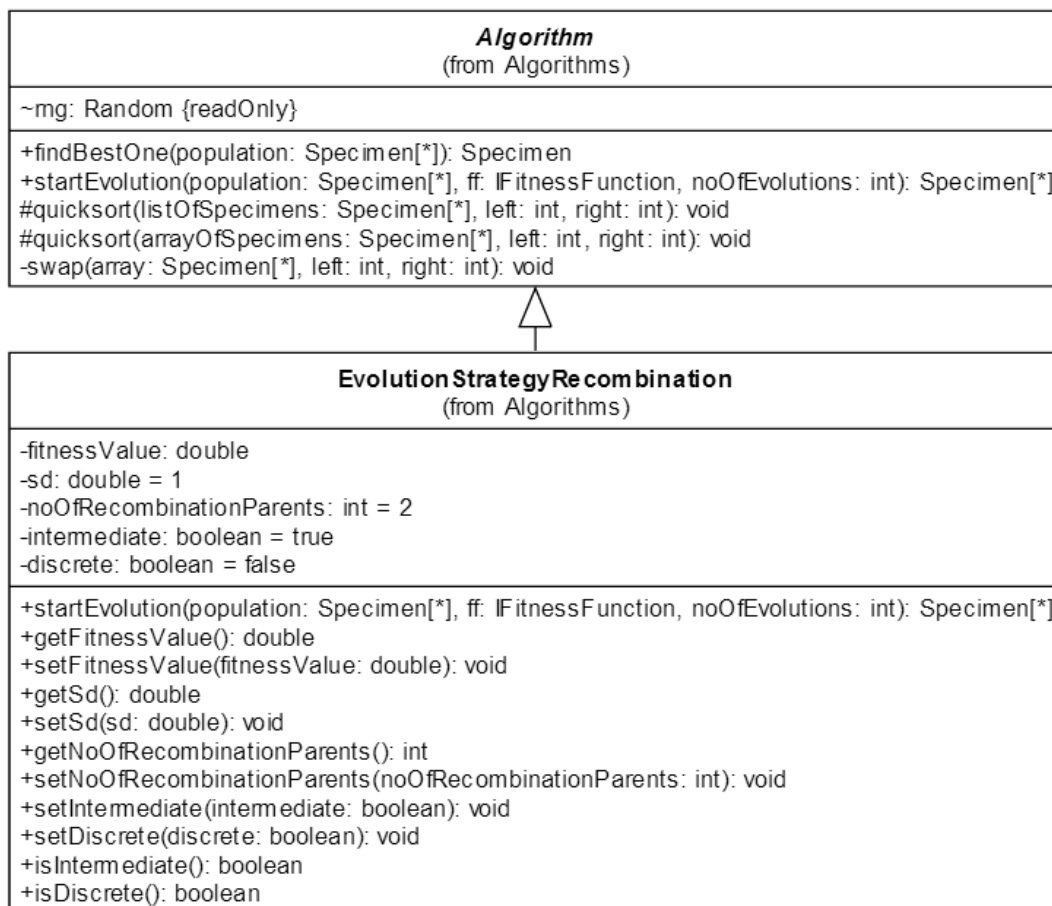 Algorithm
(from Algorithms)
~rng: Random {readOnly}
+findBestOne(population: Specimen[*]): Specimen
+startEvolution(population: Specimen[*], ff: IFitnessFunction, noOfEvolutions: int): Specimen[*]
#quicksort(listOfSpecimens: Specimen[*], left: int, right: int): void
#quicksort(arrayOfSpecimens: Specimen[*], left: int, right: int): void
-swap(array: Specimen[*], left: int, right: int): void
EvolutionStrategyRecombination
(from Algorithms)
-fitnessValue: double
-sd: double = 1
-noOfRecombinationParents: int = 2
-intermediate: boolean = true
-discrete: boolean = false
+startEvolution(population: Specimen[*], ff: IFitnessFunction, noOfEvolutions: int): Specimen[*]
+getFitnessValue(): double
+setFitnessValue(fitnessValue: double): void
+getSd(): double
+setSd(sd: double): void
+getNoOfRecombinationParents(): int
+setNoOfRecombinationParents(noOfRecombinationParents: int): void
+setIntermediate(intermediate: boolean): void
+setDiscrete(discrete: boolean): void
+isIntermediate(): boolean
+isDiscrete(): boolean